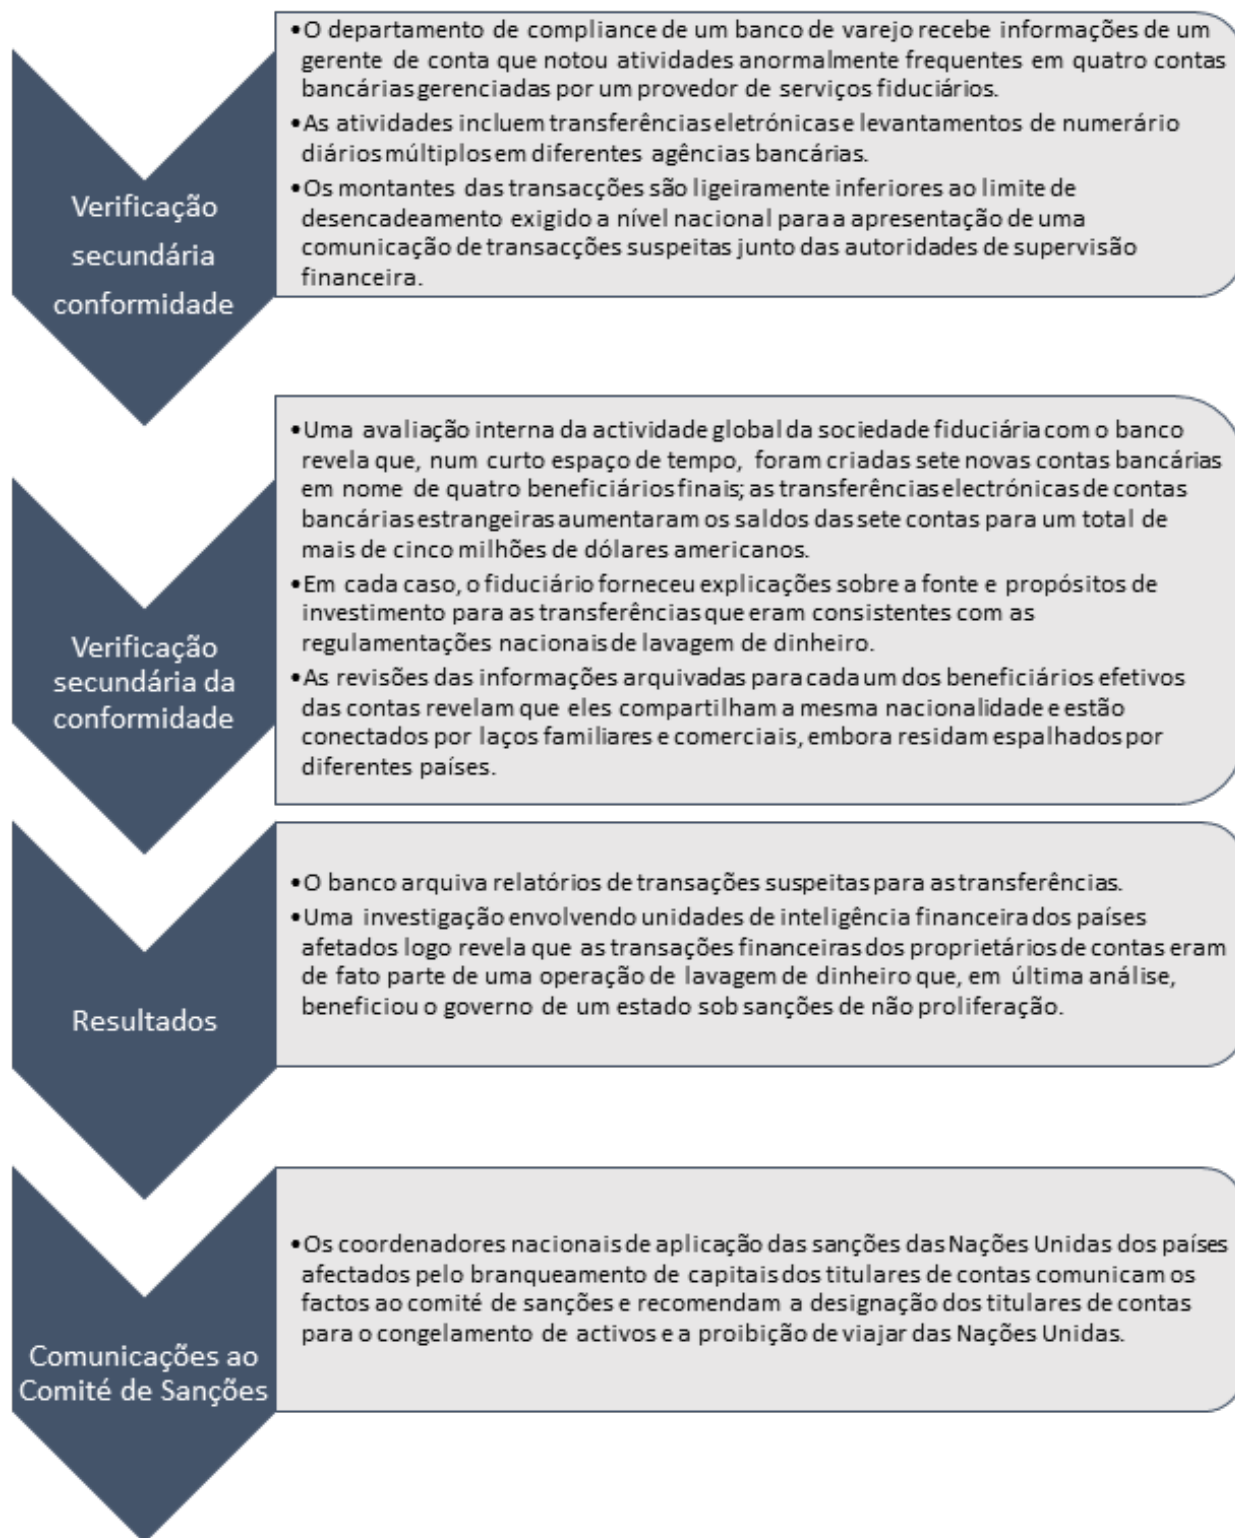 Verificação
secundária
conformidade
•O departamento de compliance de um banco de varejo recebe informações de um
gerente de conta que notou atividades anormalmente frequentes em quatro contas
bancárias gerenciadas por um provedor de serviços fiduciários.
•As atividades incluem transferências eletrónicas e levantamentos de numerário
diários múltiplos em diferentes agências bancárias.
•Os montantes das transacções são ligeiramente inferiores ao limite de
desencadeamento exigido a nível nacional para a apresentação de uma
comunicação de transacções suspeitas junto das autoridades de supervisão
financeira.
Verificação
secundária da
conformidade
•Uma avaliação interna da actividade global da sociedade fiduciária com o banco
revela que, num curto espaço de tempo, foram criadas sete novas contas bancárias
em nome de quatro beneficiários finais; as transferências electrónicas de contas
bancárias estrangeiras aumentaram os saldos das sete contas para um total de
mais de cinco milhões de dólares americanos.
•Em cada caso, o fiduciário forneceu explicações sobre a fonte e propósitos de
investimento para as transferências que eram consistentes com as
regulamentações nacionais de lavagem de dinheiro.
•As revisões das informações arquivadas para cada um dos beneficiários efetivos
das contas revelam que eles compartilham a mesma nacionalidade e estão
conectados por laços familiares e comerciais, embora residam espalhados por
diferentes países.
Resultados
•O banco arquiva relatórios de transações suspeitas para as transferências.
•Uma investigação envolvendo unidades de inteligência financeira dos países
afetados logo revela que as transações financeiras dos proprietários de contas eram
de fato parte de uma operação de lavagem de dinheiro que, em última análise,
beneficiou o governo de um estado sob sanções de não proliferação.
Comunicações ao
Comité de Sanções
•Os coordenadores nacionais de aplicação das sanções das Nações Unidas dos países
afectados pelo branqueamento de capitais dos titulares de contas comunicam os
factos ao comité de sanções e recomendam a designação dos titulares de contas
para o congelamento de activos e a proibição de viajar das Nações Unidas.